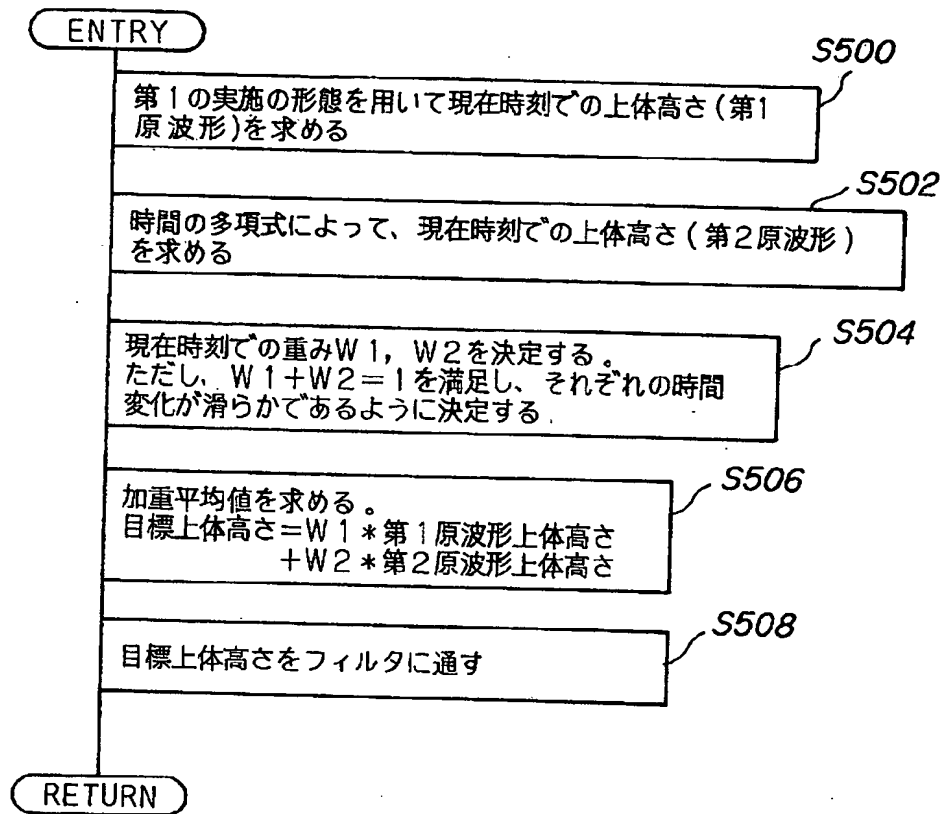 ENTRY
S500
第1の実施の形態を用いて現在時刻での上体高さ(第1
原波形)を求める
S502
時間の多項式によって、現在時刻での上体高さ(第2原波形)
を求める
S504
現在時刻での重みW1,W2を決定する。
ただし、W1+W2=1を満足し、それぞれの時間
変化が滑らかであるように決定する.
S506
加重平均値を求める。
目標上体高さ=W1*第1原波形上体高さ
+W2*第2原波形上体高さ
S508
目標上体高さをフィルタに通す
RETURN